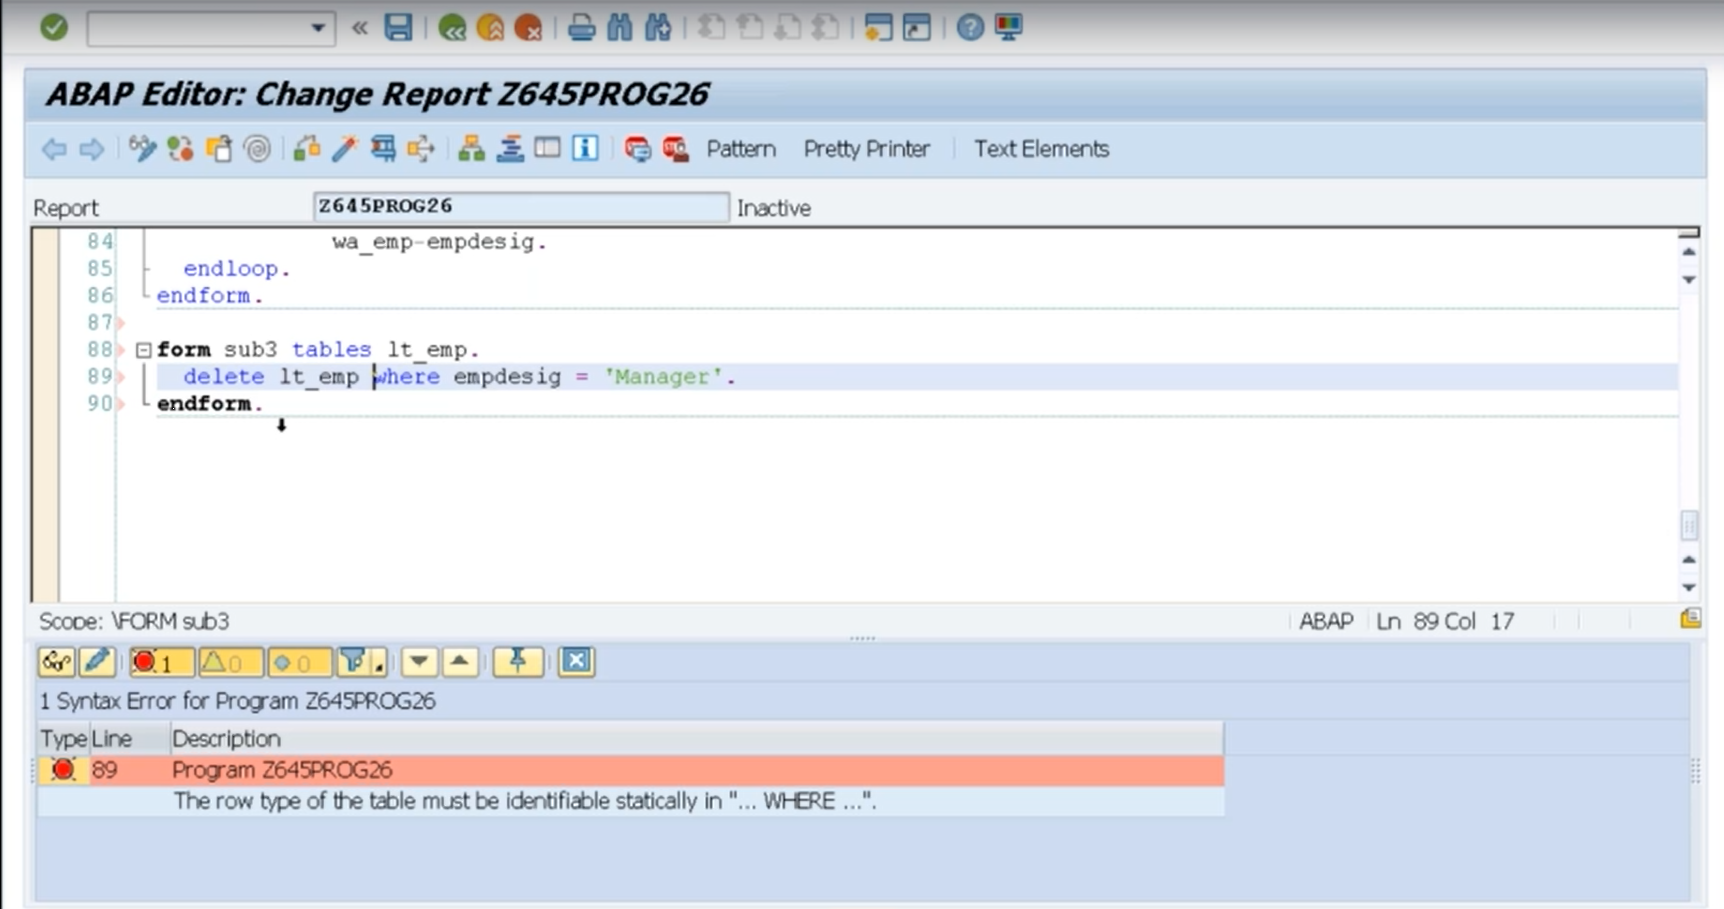 ABAP Editor: Change Report Z645PROG26
Pattern Pretty Printer Text Elements
Report Z645PROG26 Inactive
84 wa_emp-empdesig.
85 endloop.
86 endform.
87
88 form sub3 tables lt_emp.
89 delete lt_emp where empdesig = 'Manager'.
90 endform.
Scope: \FORM sub3 ABAP Ln 89 Col 17
1 0 0
1 Syntax Error for Program Z645PROG26
Type Line Description
89 Program Z645PROG26
The row type of the table must be identifiable statically in "... WHERE ...".